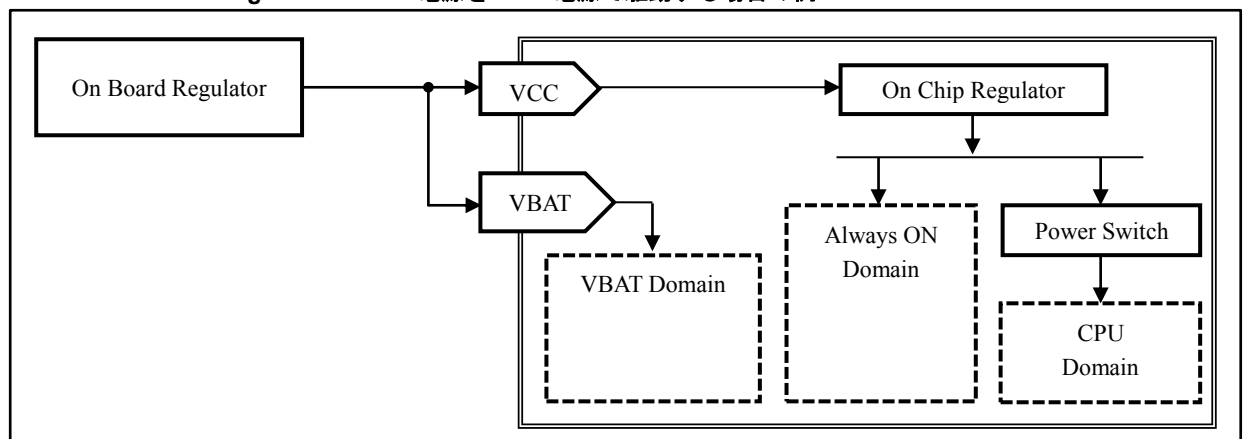 On Board Regulator
VCC
On Chip Regulator
VBAT
Always ON
Domain
Power Switch
VBAT Domain
CPU
Domain